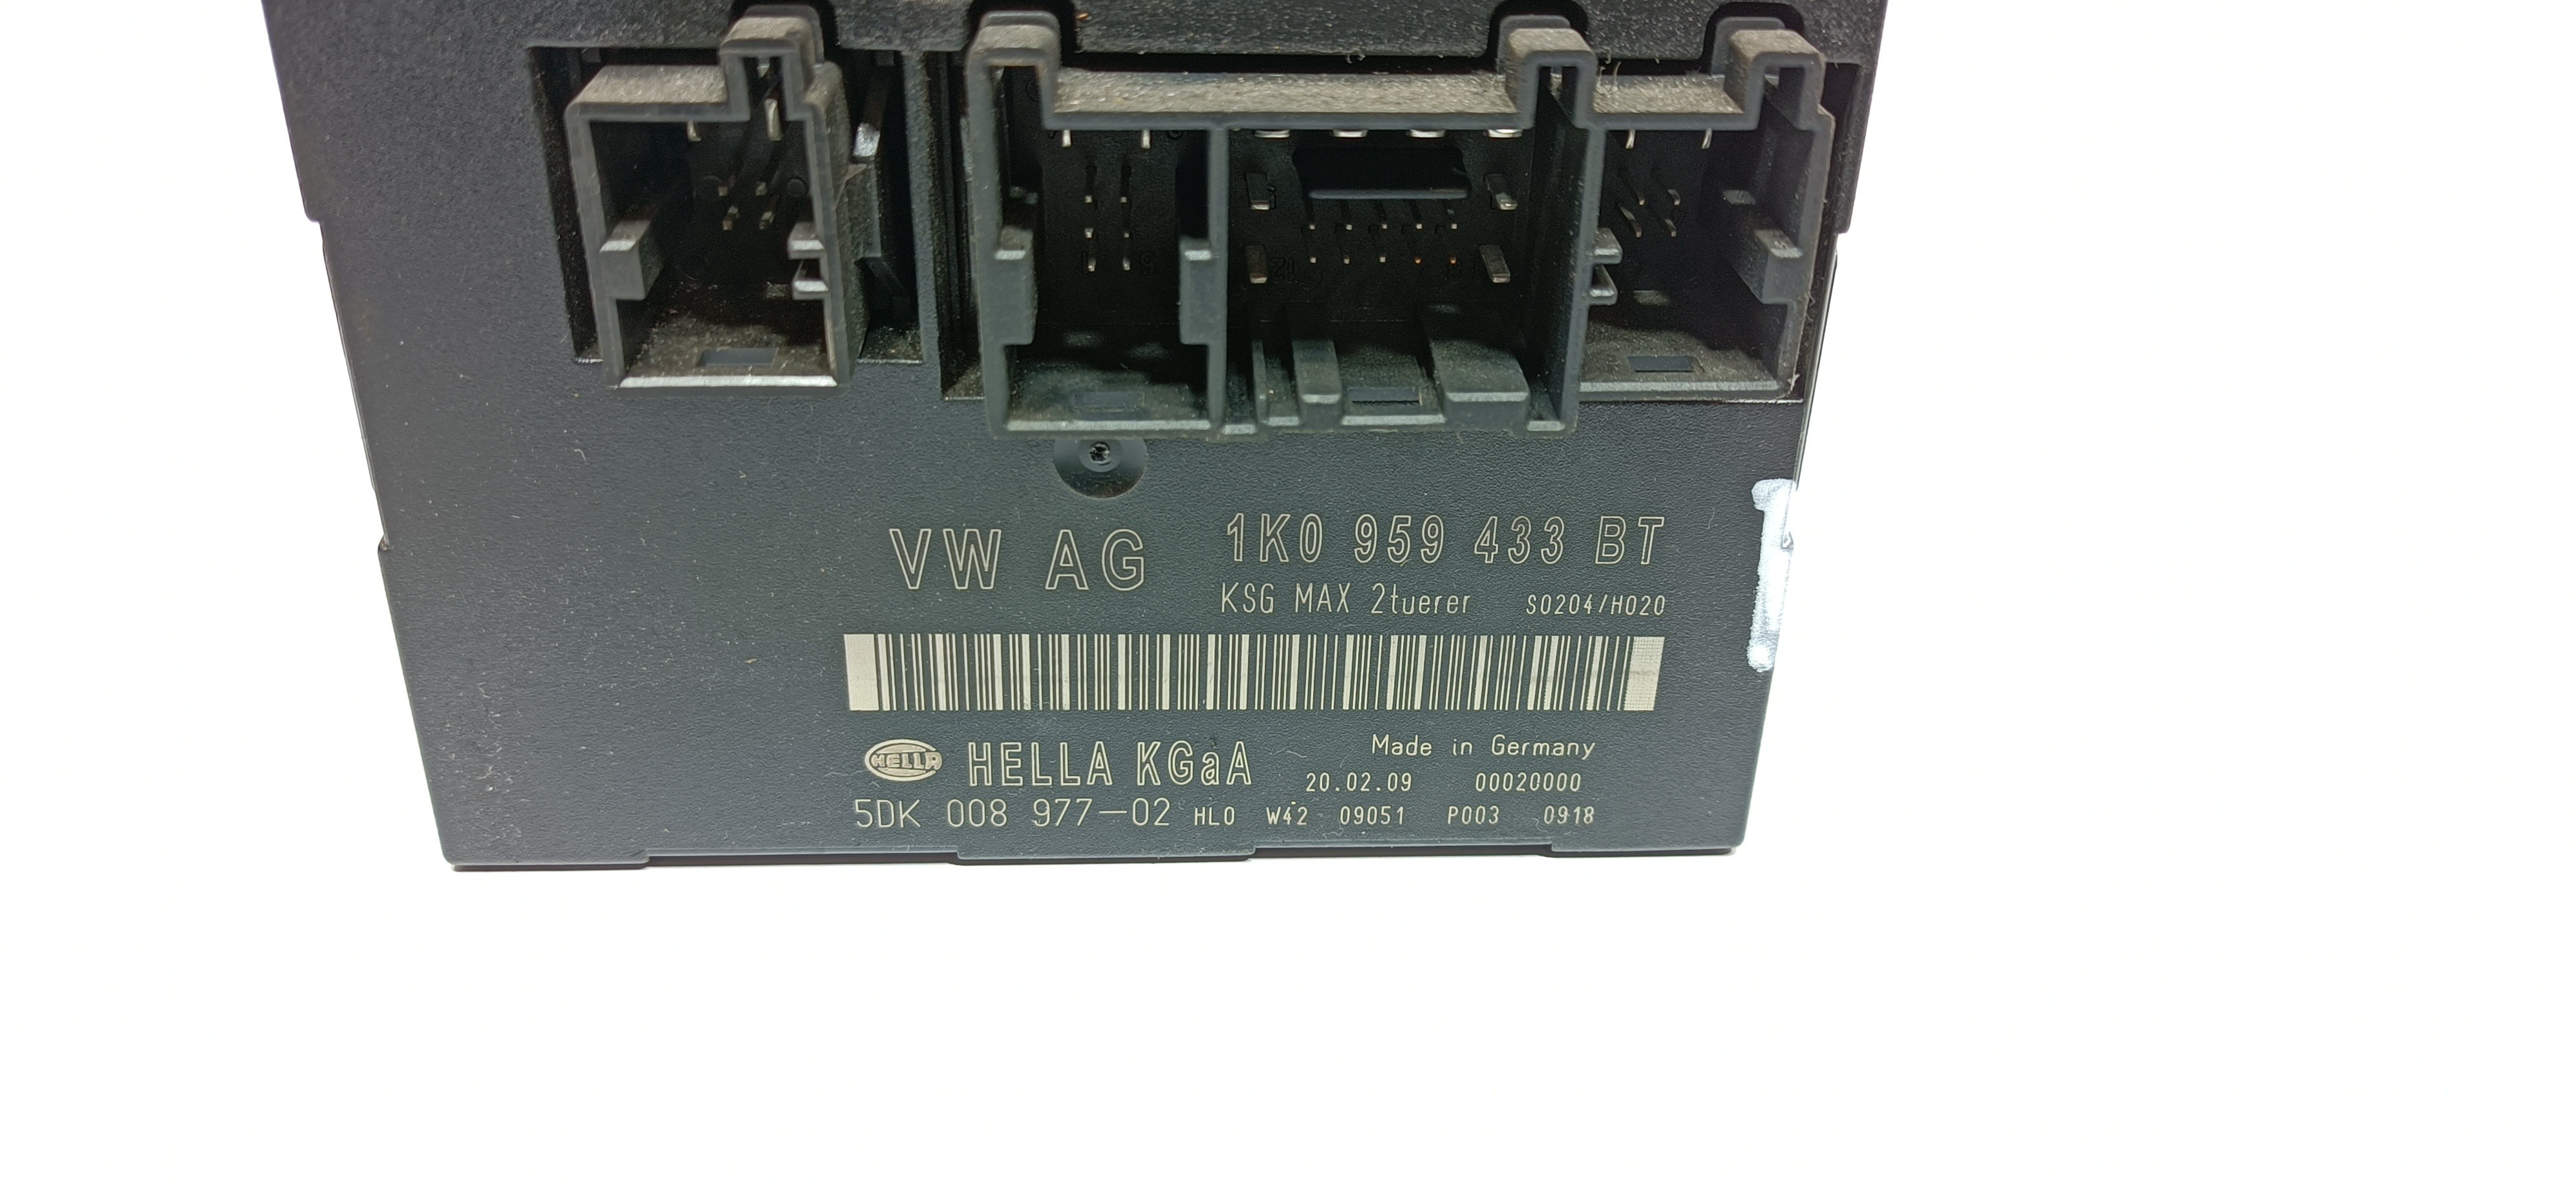 VW AG 1K0 959 433 BT
KSG MAX 2tuerer S0204/H020
HELLA HELLA KGaA Made in Germany
20.02.09 00020000
5DK 008 977-02 HLO W42 09051 P003 0918